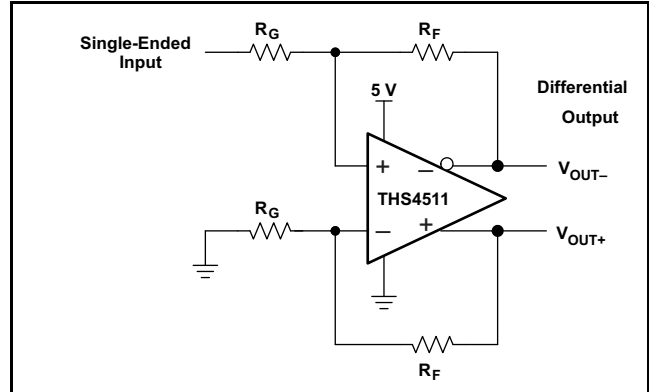 R_G
R_F
Single-Ended
Input
5 V
Differential
Output
+
−
V_OUT−
THS4511
R_G
−
+
V_OUT+
R_F